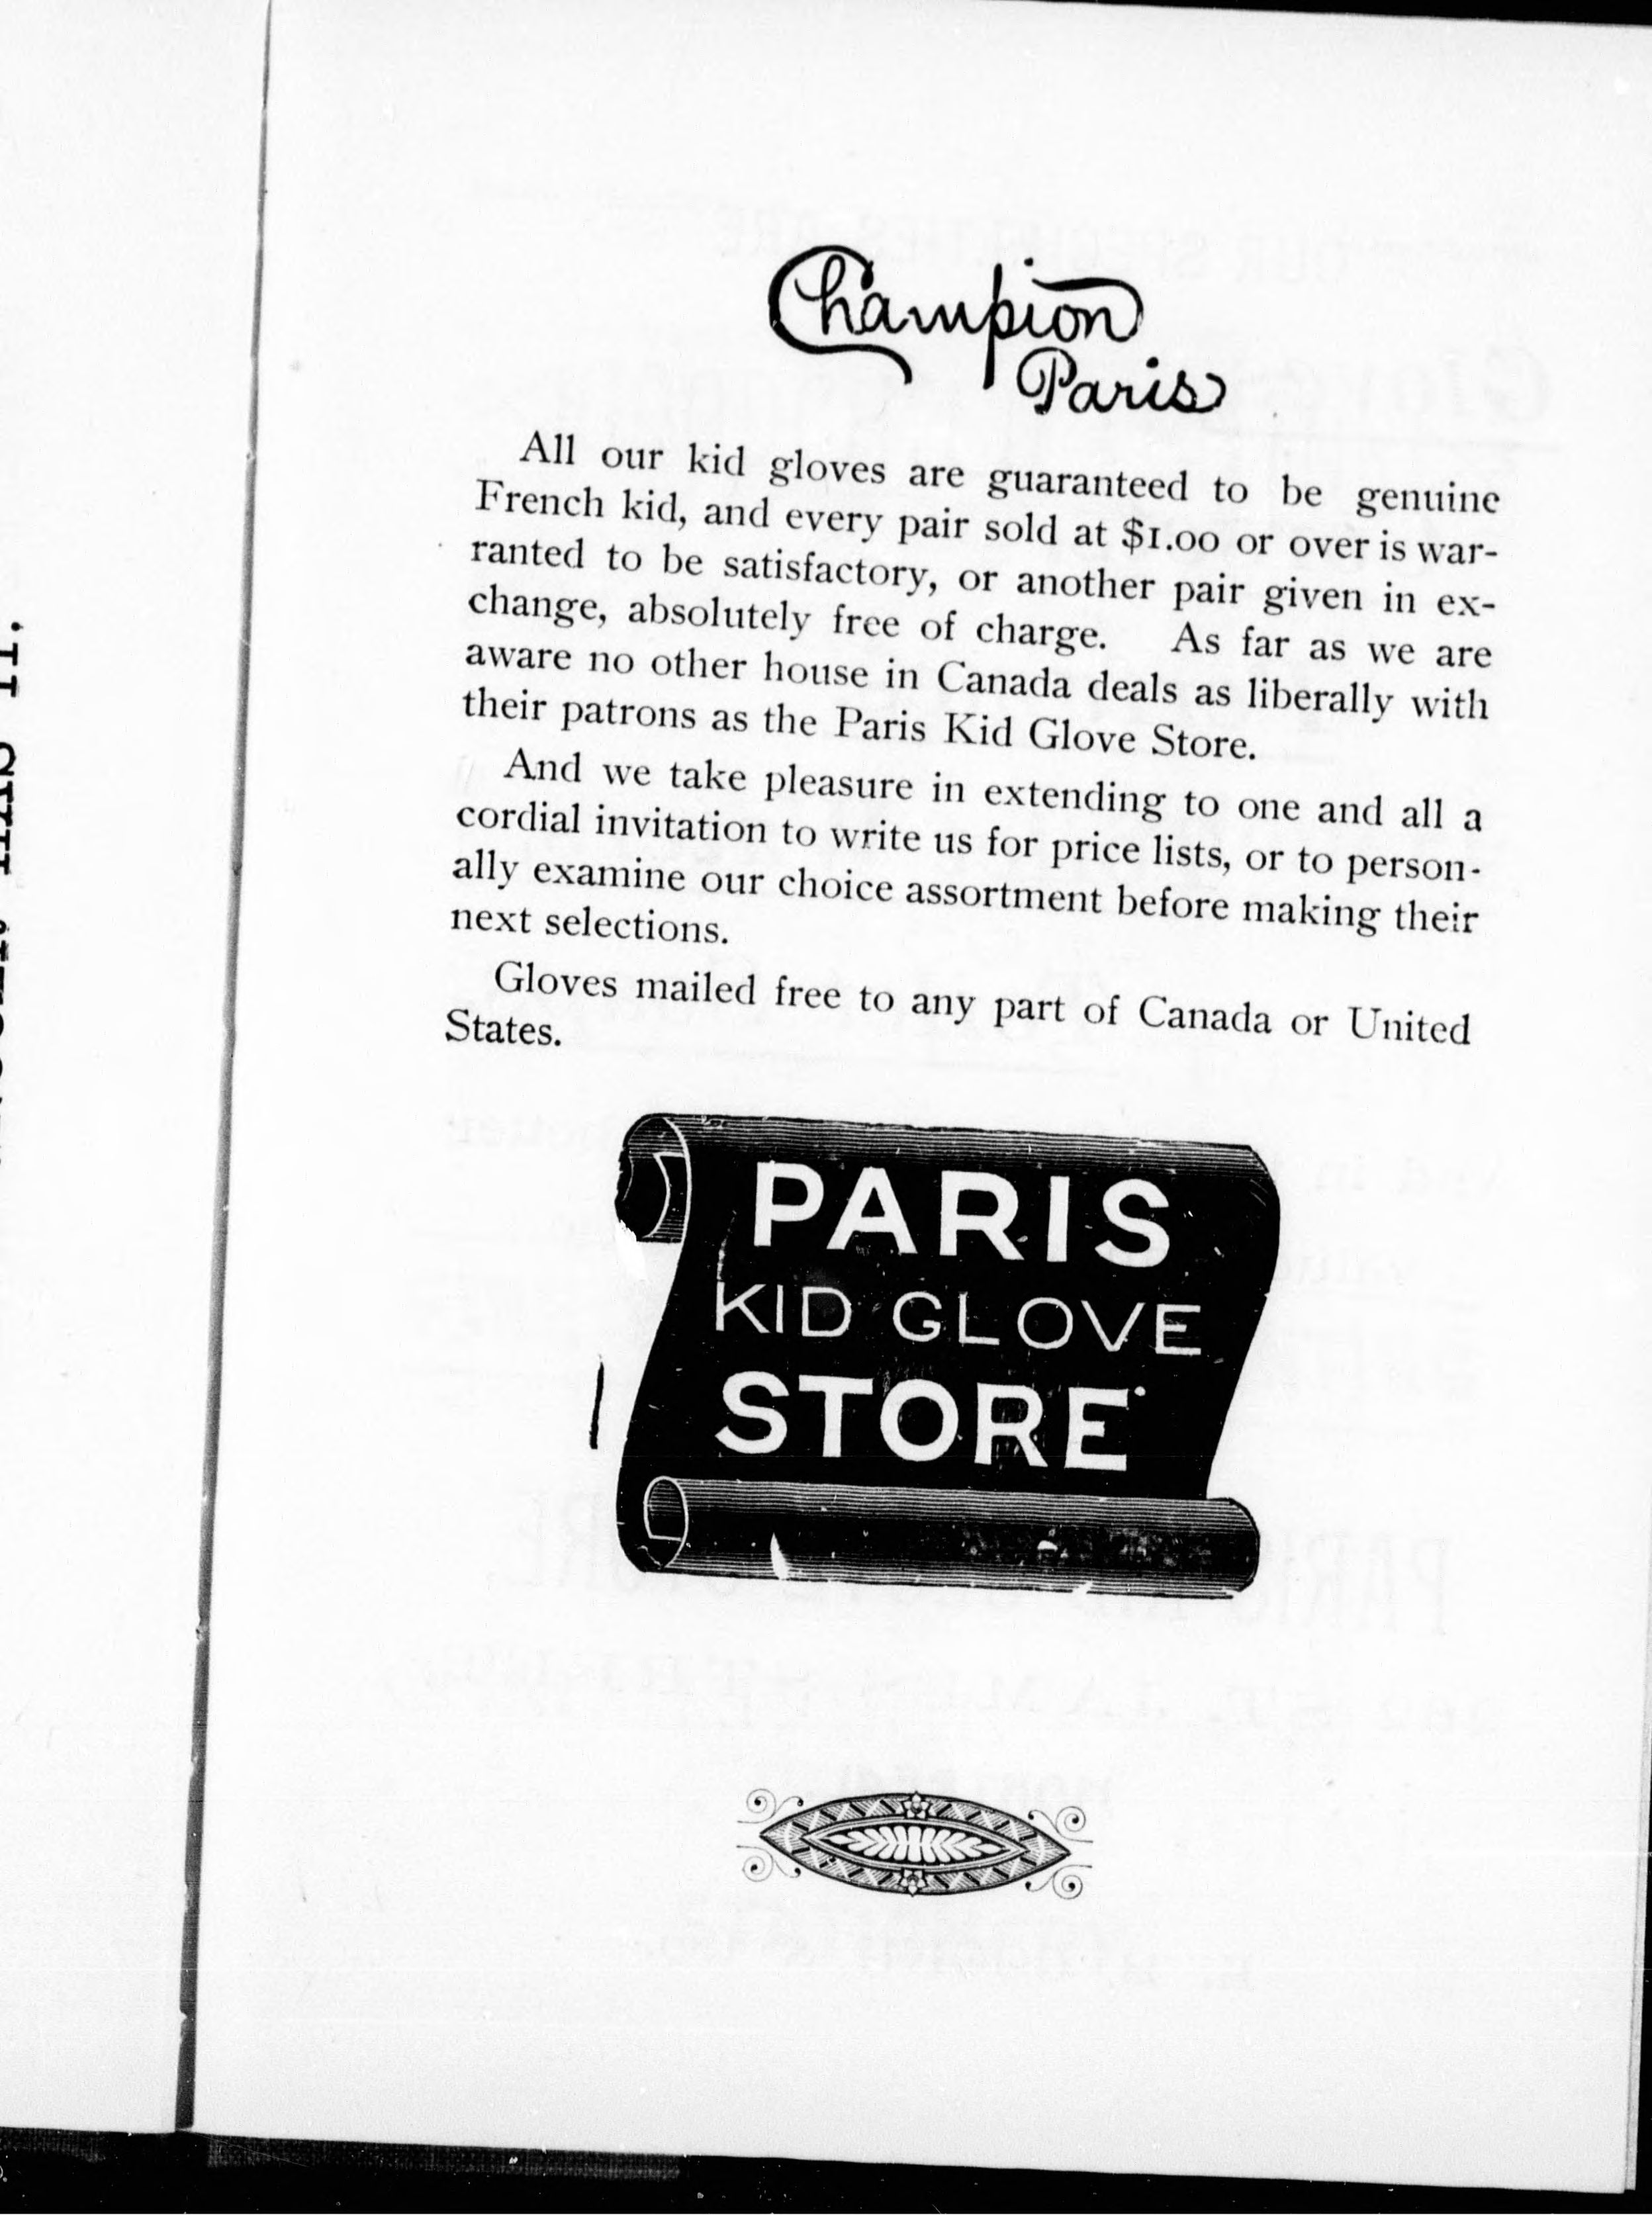 Champion
Paris
All our kid gloves are guaranteed to be genuine
French kid, and every pair sold at $1.00 or over is war-
ranted to be satisfactory, or another pair given in ex-
change, absolutely free of charge. As far as we are
aware no other house in Canada deals as liberally with
their patrons as the Paris Kid Glove Store.
And we take pleasure in extending to one and all a
cordial invitation to write us for price lists, or to person-
ally examine our choice assortment before making their
next selections.
Gloves mailed free to any part of Canada or United
States.
PARIS
KID GLOVE
STORE